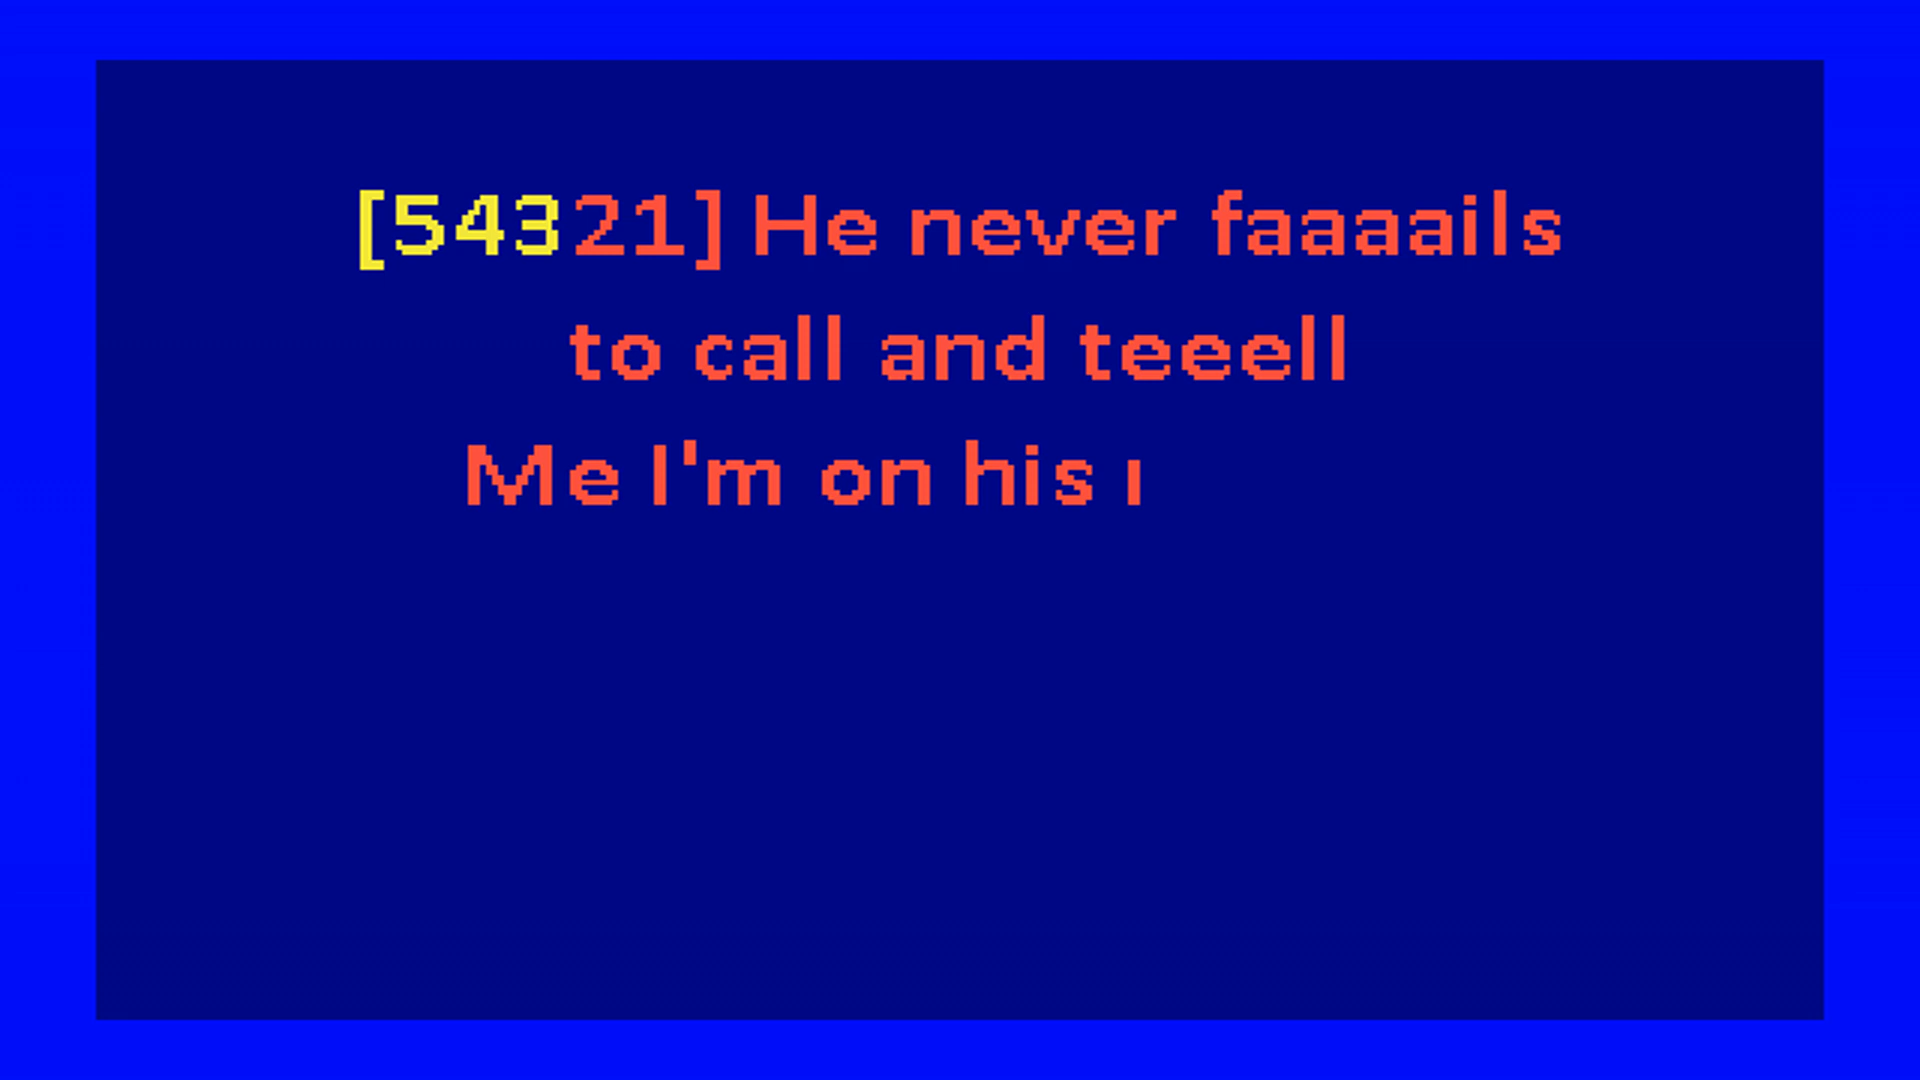 [54321] He never faaaails
to call and teeell
Me I'm on his